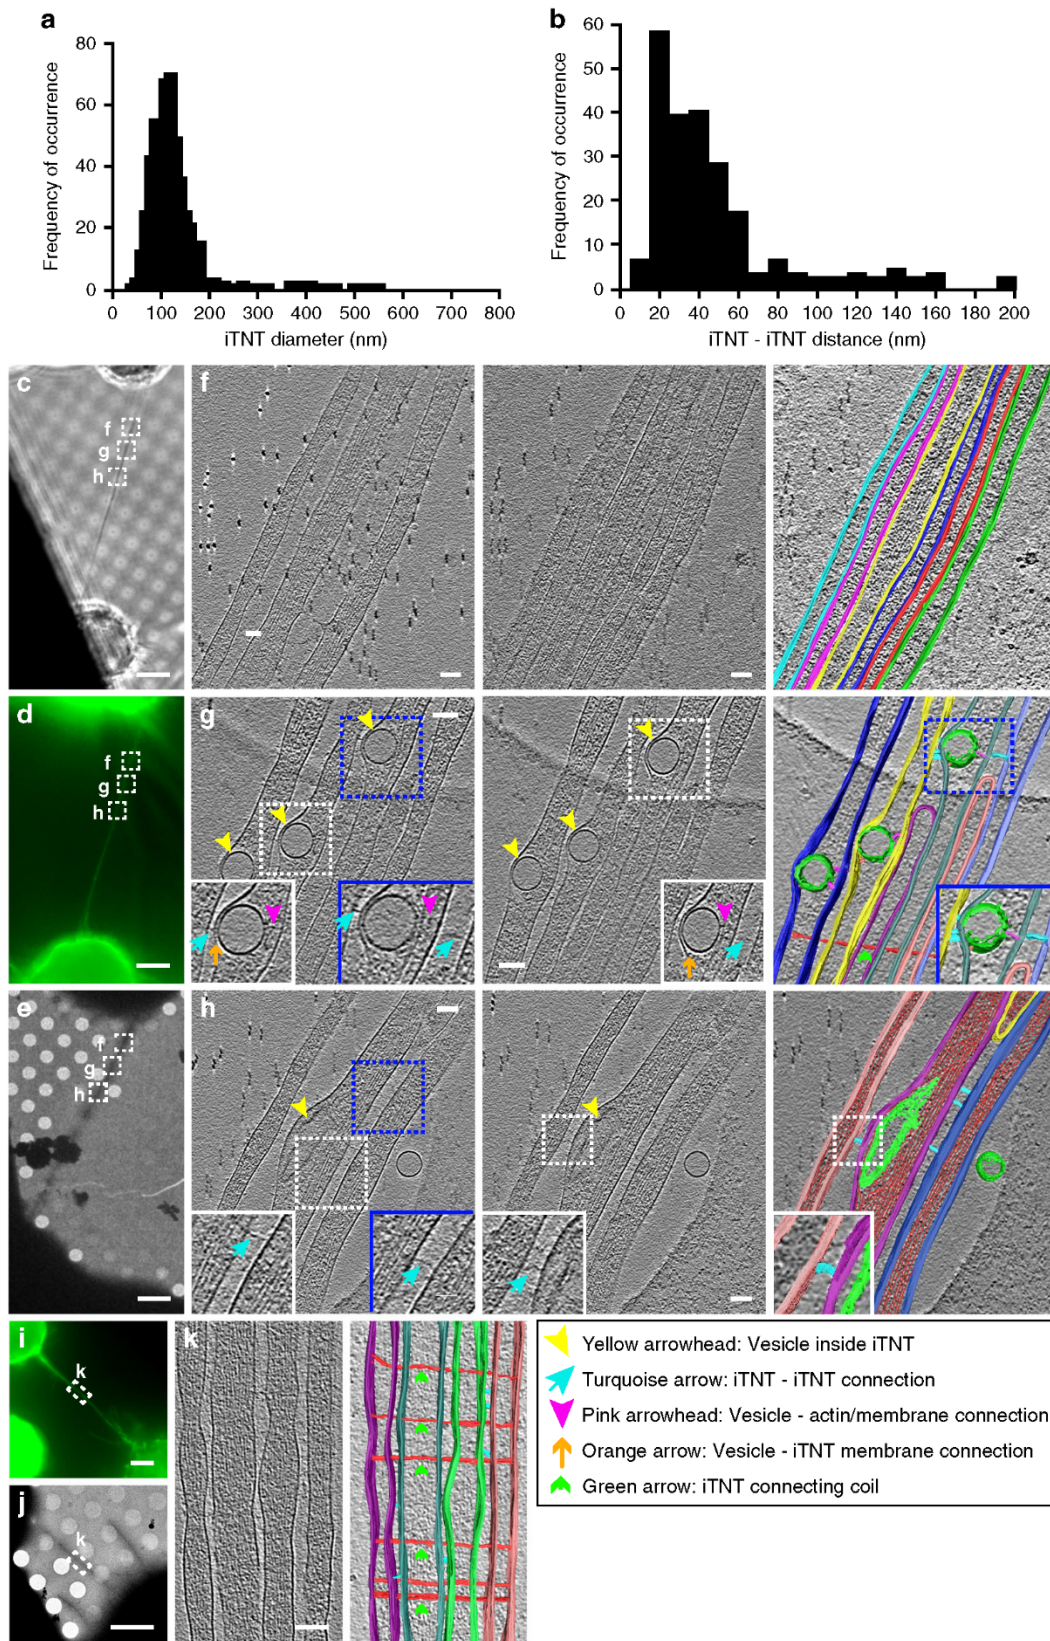 a
Frequency of occurrence
80
60
40
20
0
0 100 200 300 400 500 600 700 800
iTNT diameter (nm)
b
Frequency of occurrence
60
50
40
30
20
10
0
0 20 40 60 80 100 120 140 160 180 200
iTNT - iTNT distance (nm)
c
f
g
h
f
d
f
g
h
g
e
f
g
h
h
i
k
j
k
k
Yellow arrowhead: Vesicle inside iTNT
Turquoise arrow: iTNT - iTNT connection
Pink arrowhead: Vesicle - actin/membrane connection
Orange arrow: Vesicle - iTNT membrane connection
Green arrow: iTNT connecting coil